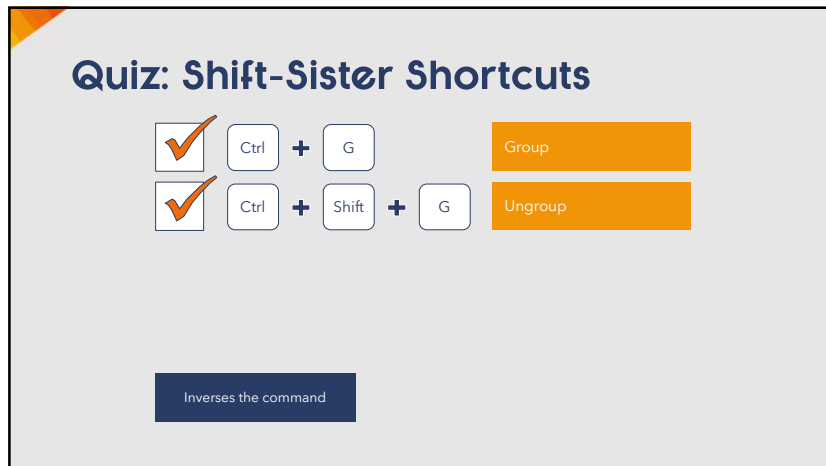 Quiz: Shift-Sister Shortcuts
Ctrl + G Group
Ctrl + Shift + G Ungroup
Inverses the command